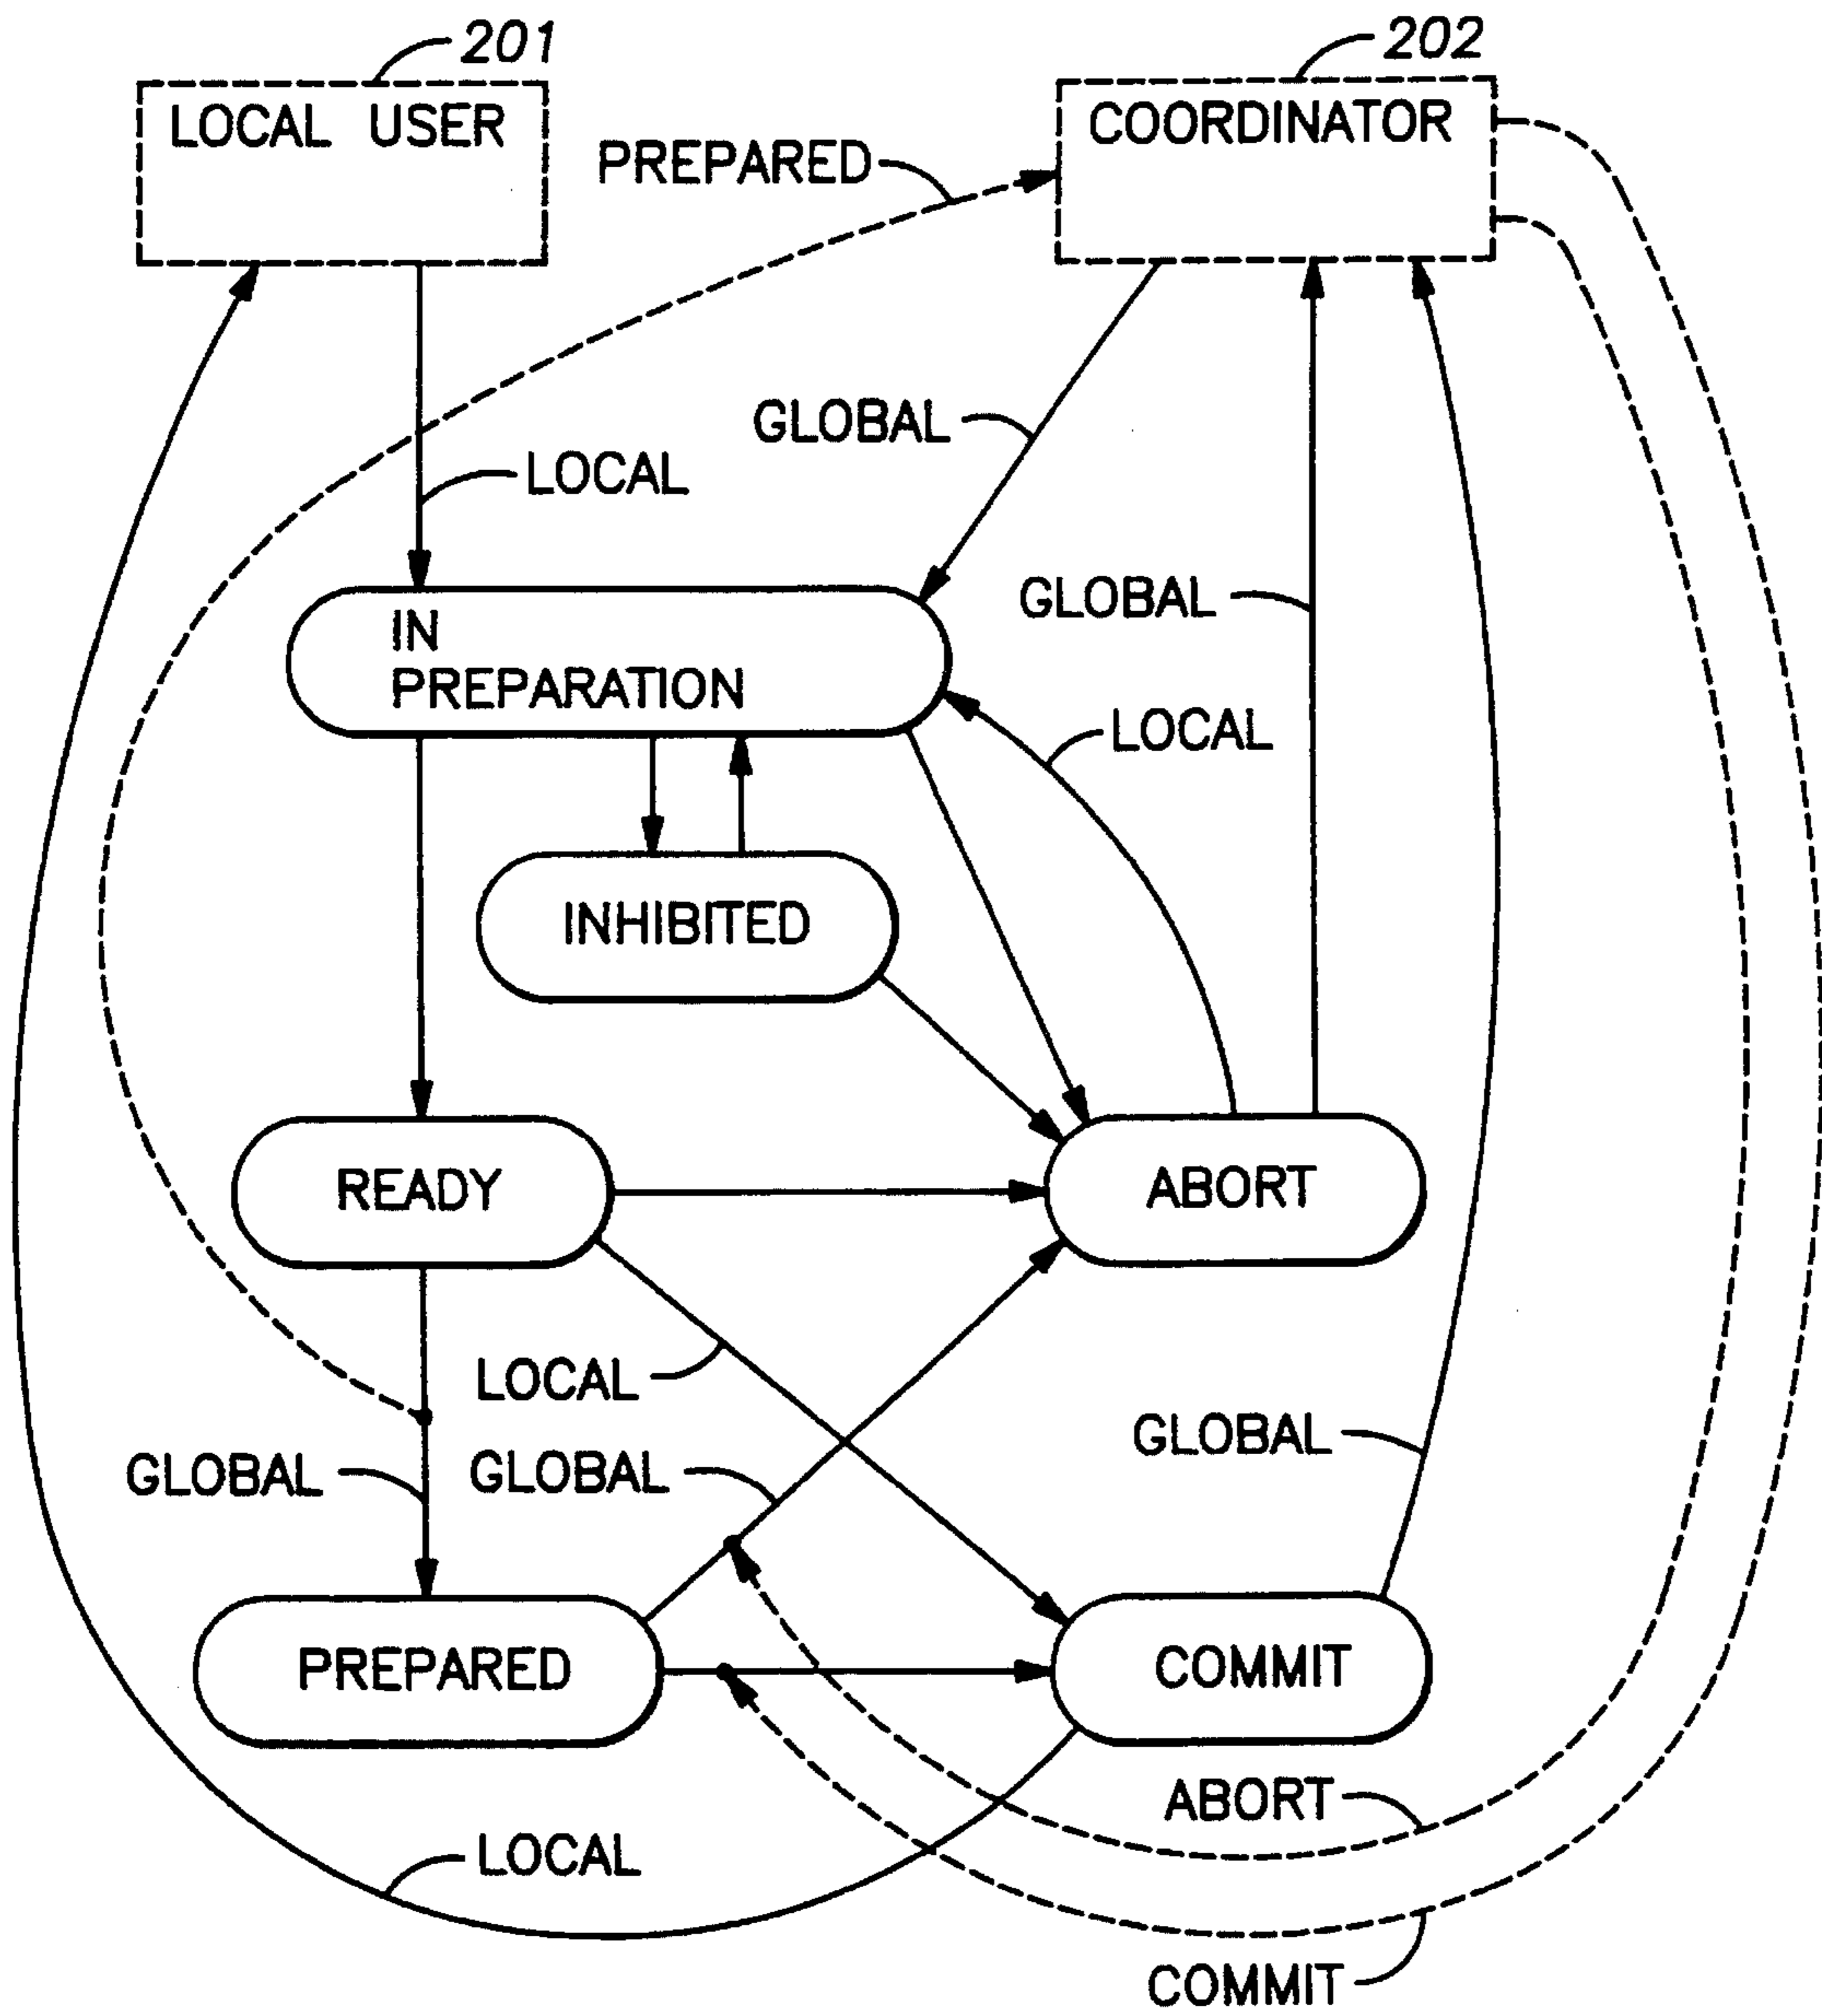 201
202
LOCAL USER
COORDINATOR
PREPARED
GLOBAL
LOCAL
GLOBAL
IN
PREPARATION
LOCAL
INHIBITED
READY
ABORT
LOCAL
GLOBAL
GLOBAL
GLOBAL
PREPARED
COMMIT
ABORT
LOCAL
COMMIT